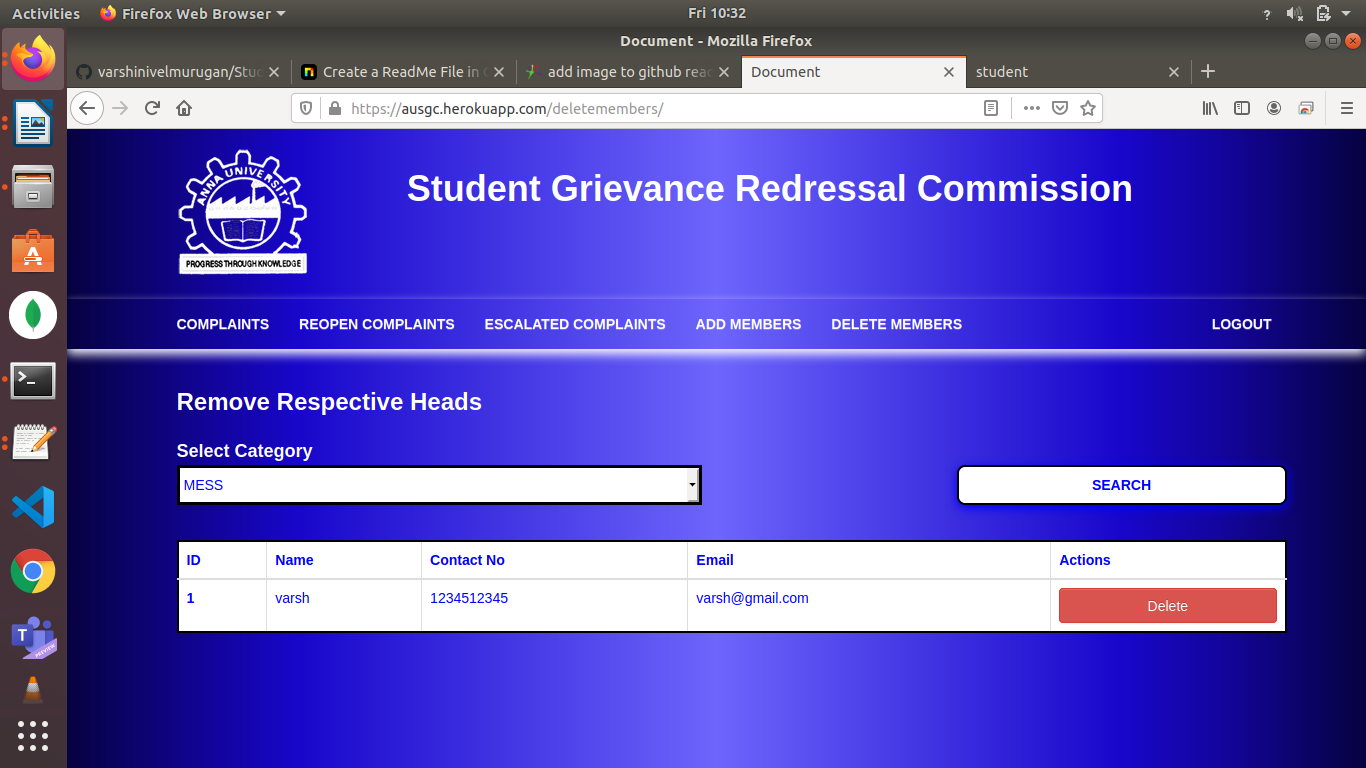 Activities Firefox Web Browser Fri 10:32 ?
Document - Mozilla Firefox
varshinivelmurugan/Stud Create a ReadMe File in add image to github read Document student
https://ausgc.herokuapp.com/deletemembers/
ANNA UNIVERSITY
PROGRESS THROUGH KNOWLEDGE
Student Grievance Redressal Commission
COMPLAINTS REOPEN COMPLAINTS ESCALATED COMPLAINTS ADD MEMBERS DELETE MEMBERS LOGOUT
Remove Respective Heads
Select Category
MESS SEARCH
ID Name Contact No Email Actions
1 varsh 1234512345 varsh@gmail.com Delete
PREVIEW